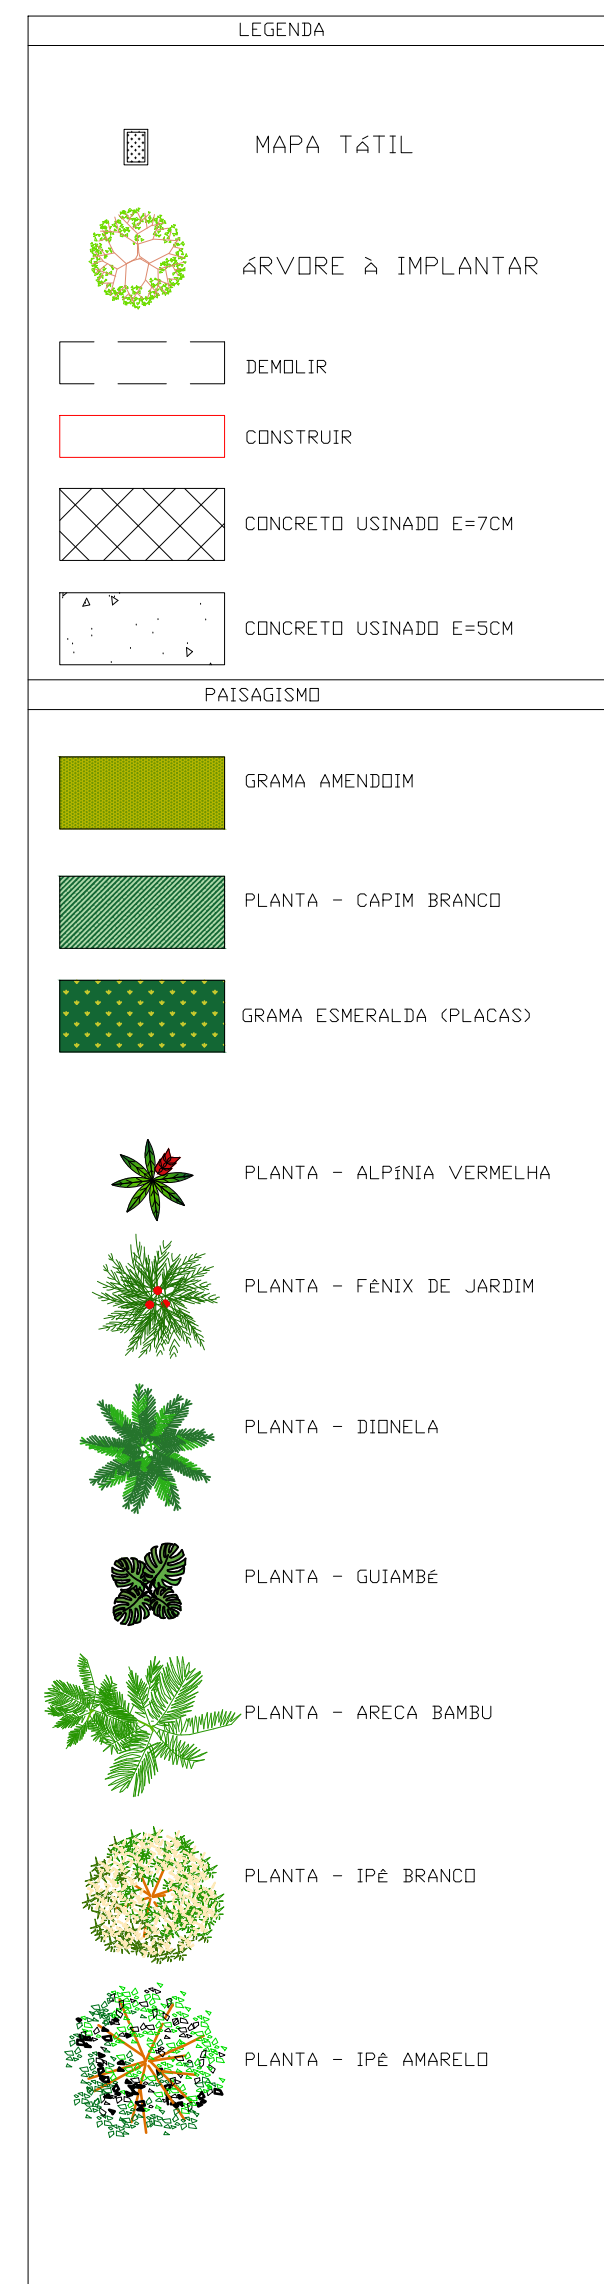 LEGENDA
MAPA TáTIL
áRVORE à IMPLANTAR
DEMOLIR
CONSTRUIR
CONCRETO USINADO E=7CM
CONCRETO USINADO E=5CM
PAISAGISMO
GRAMA AMENDOIM
PLANTA - CAPIM BRANCO
GRAMA ESMERALDA (PLACAS)
PLANTA - ALPíNIA VERMELHA
PLANTA - FêNIX DE JARDIM
PLANTA - DIONELA
PLANTA - GUIAMBé
PLANTA - ARECA BAMBU
PLANTA - IPê BRANCO
PLANTA - IPê AMARELO